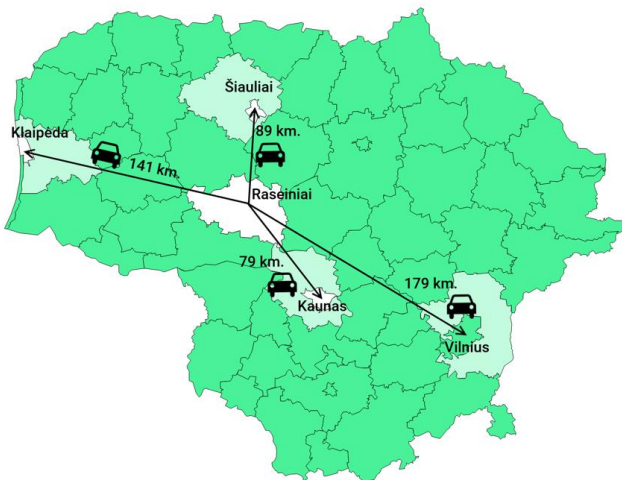 Šiauliai
Klaipėda
89 km.
141 km.
Raseiniai
79 km.
179 km.
Kaunas
Vilnius